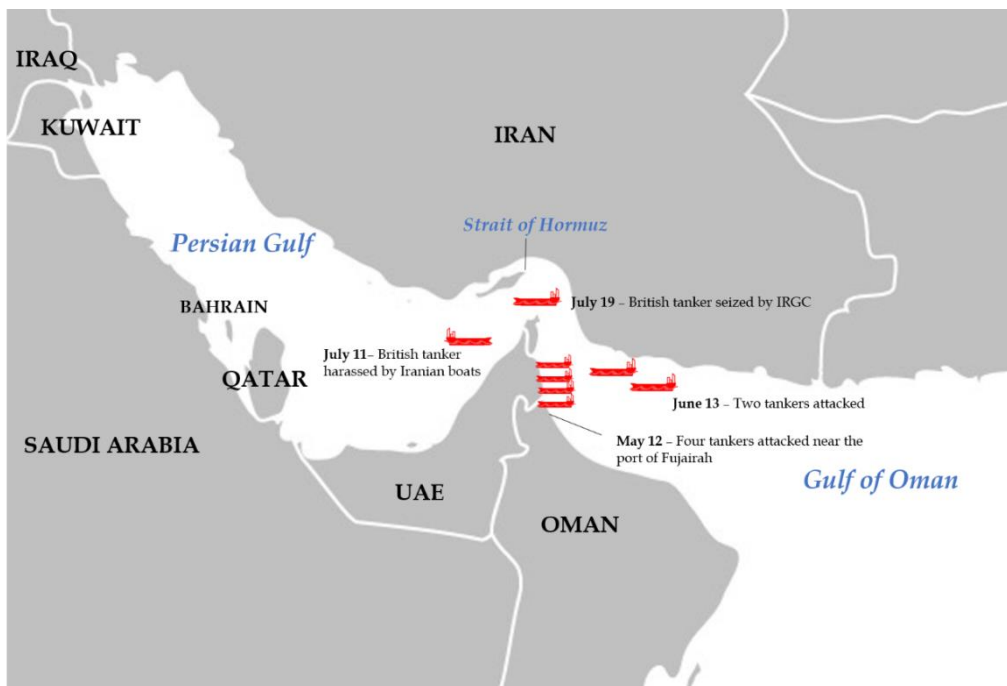 IRAQ
KUWAIT
IRAN
Strait of Hormuz
Persian Gulf
July 19 – British tanker seized by IRGC
BAHRAIN
July 11– British tanker
harassed by Iranian boats
QATAR
June 13 – Two tankers attacked
May 12 – Four tankers attacked near the
port of Fujairah
SAUDI ARABIA
Gulf of Oman
UAE
OMAN